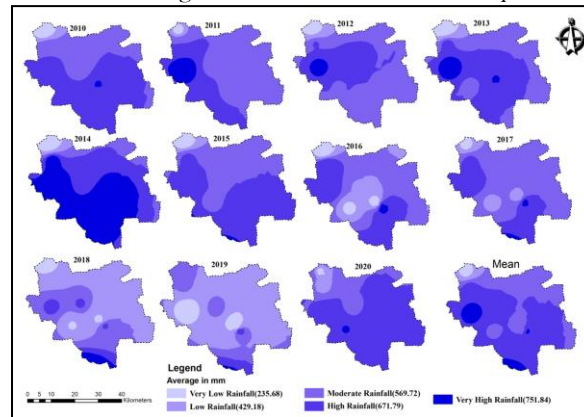 2010
2011
2012
2013
2014
2015
2016
2017
2018
2019
2020
Mean
Legend
Average in mm
Very Low Rainfall(235.68)
Low Rainfall(429.18)
Moderate Rainfall(569.72)
High Rainfall(671.79)
Very High Rainfall(751.84)
0 5 10 20 30 40
Kilometers